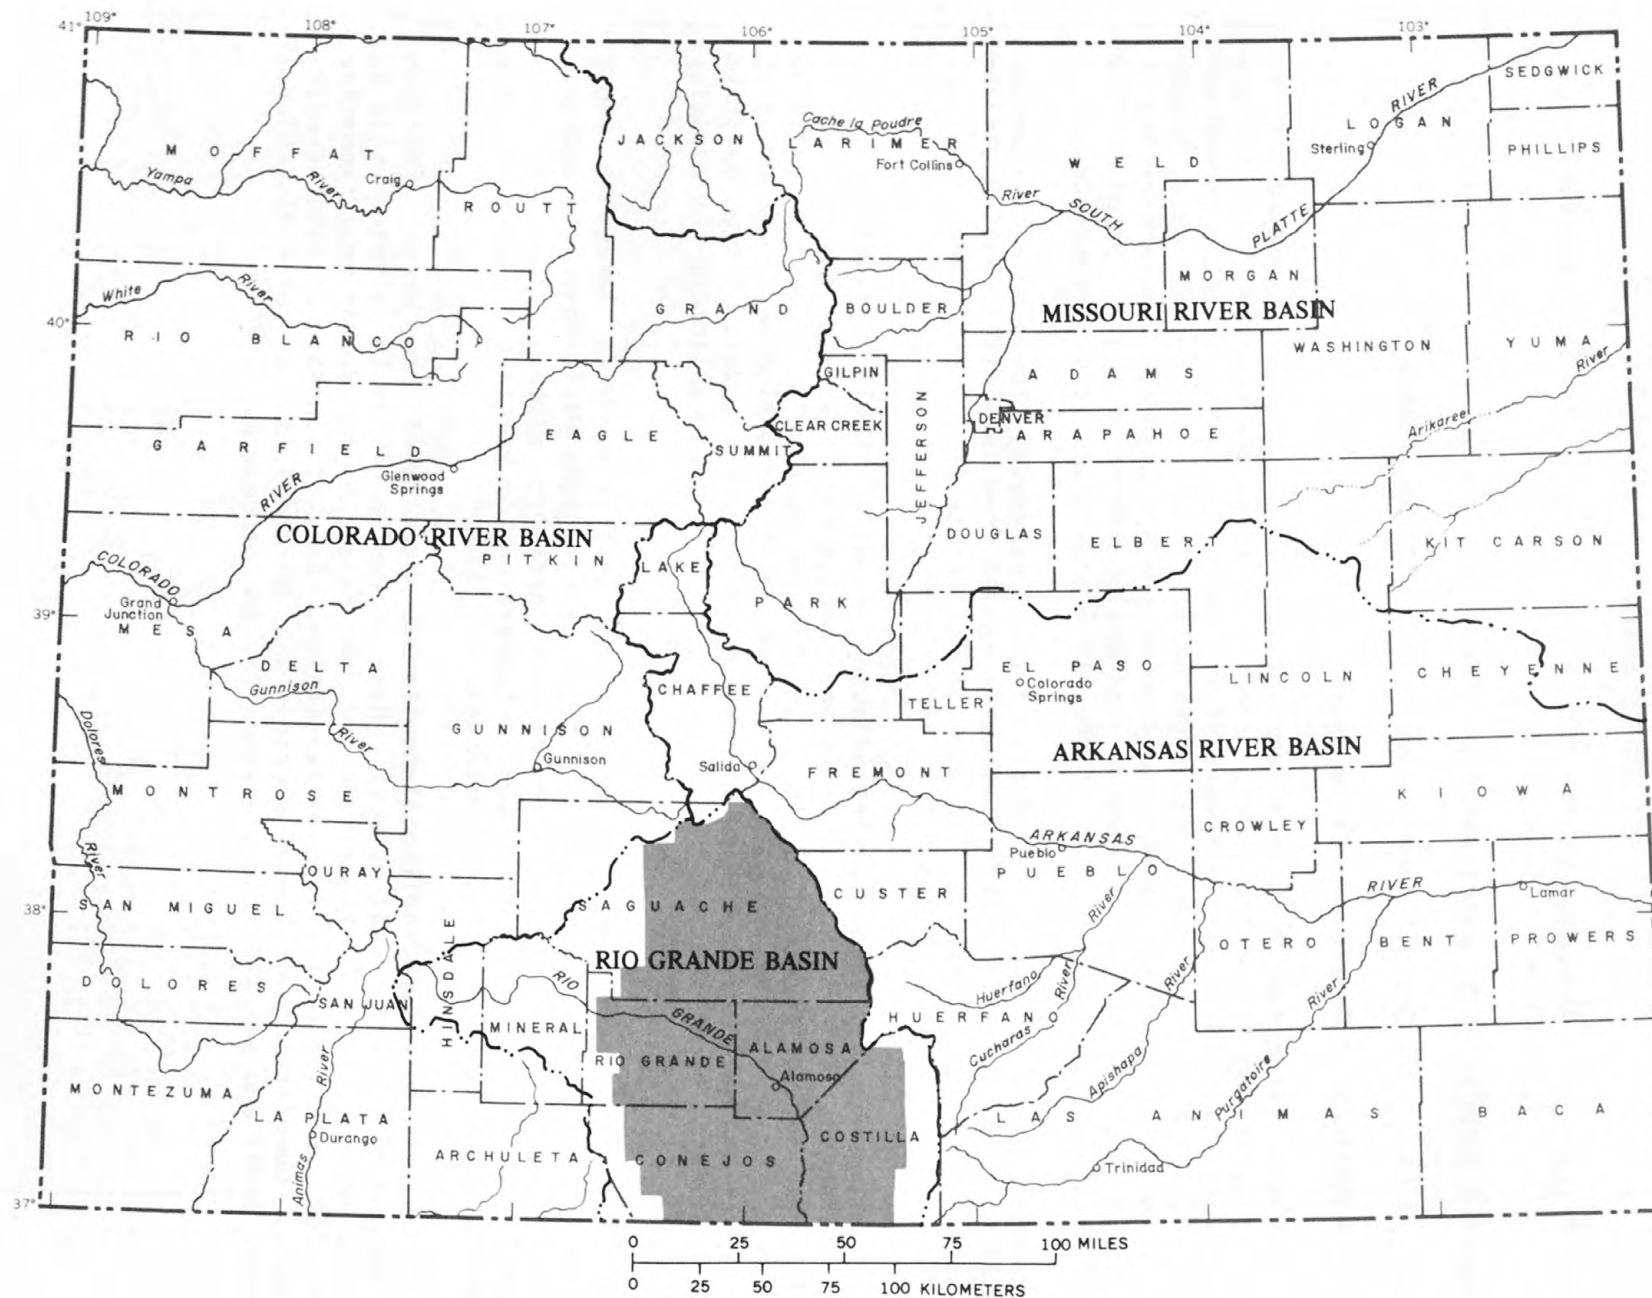 41°
109°
108°
107°
106°
105°
104°
103°
SEDGWICK
RIVER
LOGAN
Sterling
PHILLIPS
JACKSON
Cache la Poudre
LARIMER
Fort Collins
WELD
MOFFAT
Yampa
River
Craig
ROUTT
River
SOUTH
PLATTE
MORGAN
White
River
40°
RIO BLANCO
GRAND
BOULDER
MISSOURI RIVER BASIN
WASHINGTON
YUMA
River
GILPIN
ADAMS
JEFFERSON
DENVER
CLEAR CREEK
ARAPAHOE
Arikaree
GARFIELD
EAGLE
SUMMIT
Glenwood
Springs
RIVER
COLORADO RIVER BASIN
PITKIN
DOUGLAS
ELBERT
KIT CARSON
COLORADO
LAKE
PARK
Grand
Junction
39°
MESA
DELTA
Gunnison
CHAFFEE
EL PASO
Colorado
Springs
LINCOLN
CHEYENNE
TELLER
Dolores
River
GUNNISON
Gunnison
Salida
FREMONT
ARKANSAS RIVER BASIN
MONTROSE
KIOWA
CROWLEY
ARKANSAS
Pueblo
PUEBLO
River
OURAY
CUSTER
RIVER
Lamar
38°
SAN MIGUEL
SAGUACHE
River
HINSDALE
OTERO
BENT
PROWERS
RIO GRANDE BASIN
DOLORES
RIO
Huerfano
River
River
River
SAN JUAN
MINERAL
GRANDE
HUERFANO
ALAMOSA
RIO GRANDE
Cucharas
Apishapa
Purgatoire
Alamosa
MONTEZUMA
River
LA PLATA
Durango
LAS ANIMAS
BACA
COSTILLA
ARCHULETA
CONEJOS
Animas
Trinidad
37°
0 25 50 75 100 MILES
0 25 50 75 100 KILOMETERS